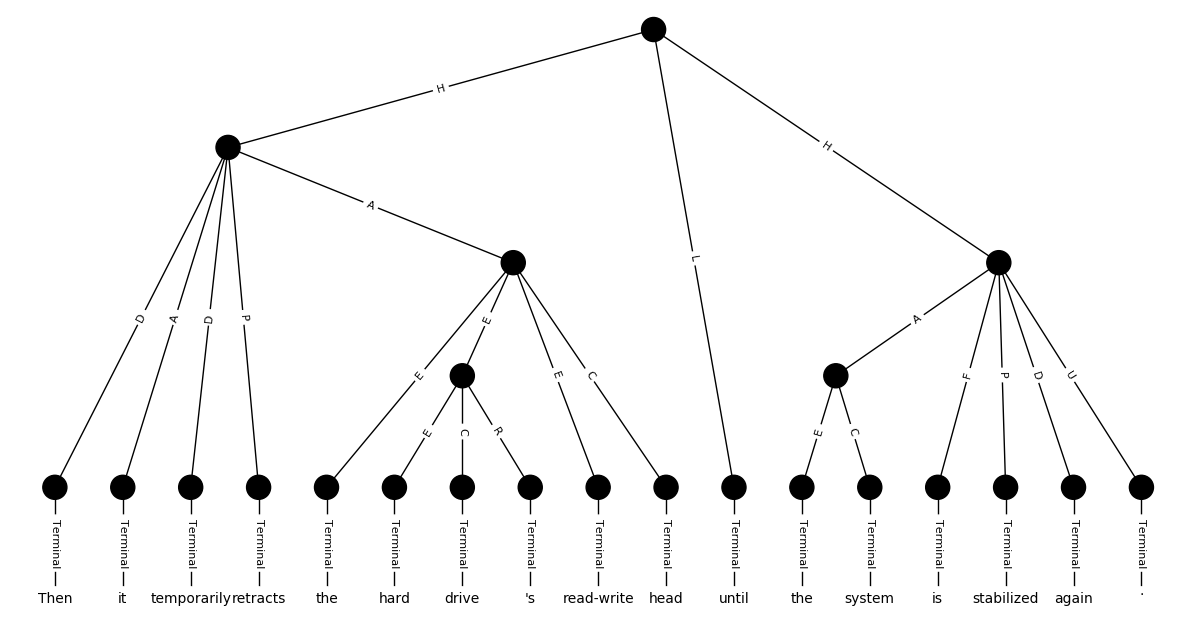 H
H
A
L
D
A
D
P
E
A
E
E
C
F
P
D
U
E
C
R
E
C
Terminal Terminal Terminal Terminal Terminal Terminal Terminal Terminal Terminal Terminal Terminal Terminal Terminal Terminal Terminal Terminal Terminal
Then it temporarily retracts the hard drive 's read-write head until the system is stabilized again .